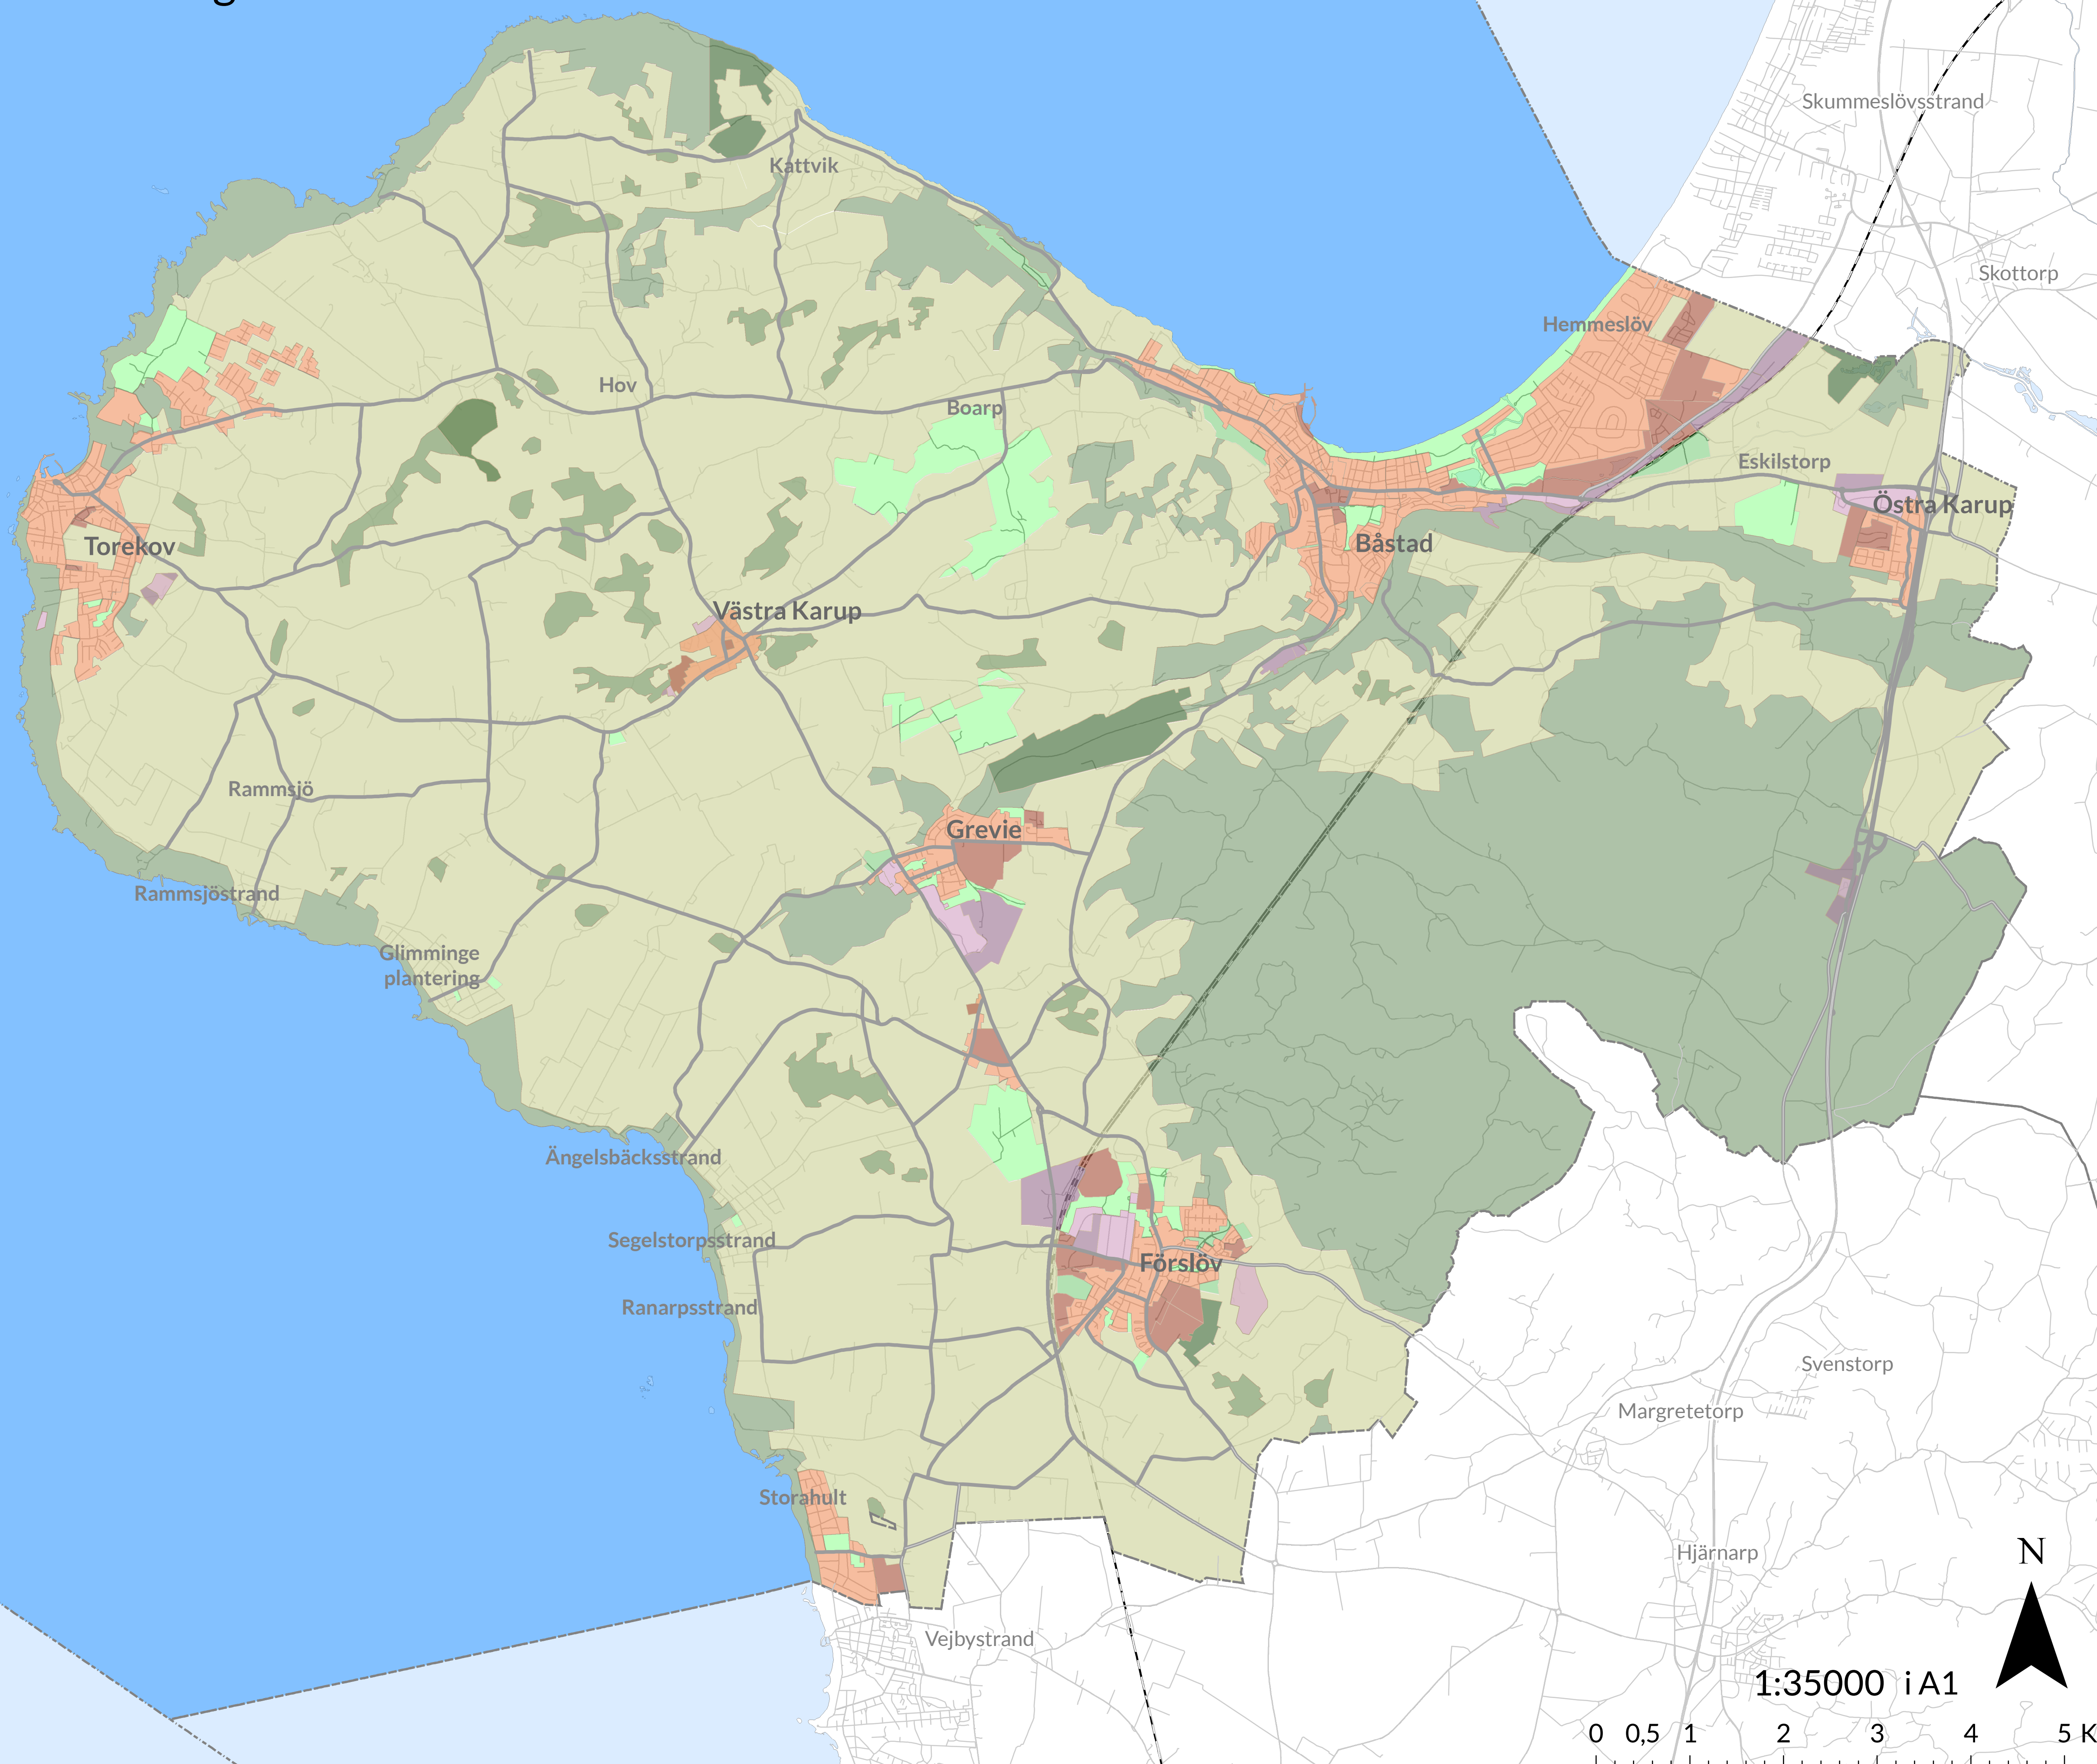 Skummeslövsstrand
Kattvik
Skottorp
Hemmeslöv
Hov
Boarp
Eskilstorp
Östra Karup
Torekov
Båstad
Västra Karup
Rammsjö
Grevie
Rammsjöstrand
Glimminge
plantering
Ängelsbäcksstrand
Segelstorpsstrand
Förslöv
Ranarpsstrand
Svenstorp
Margretetorp
Storahult
Hjärnarp
N
Vejbystrand
1:35000 i A1
0 0,5 1 2 3 4 5 K